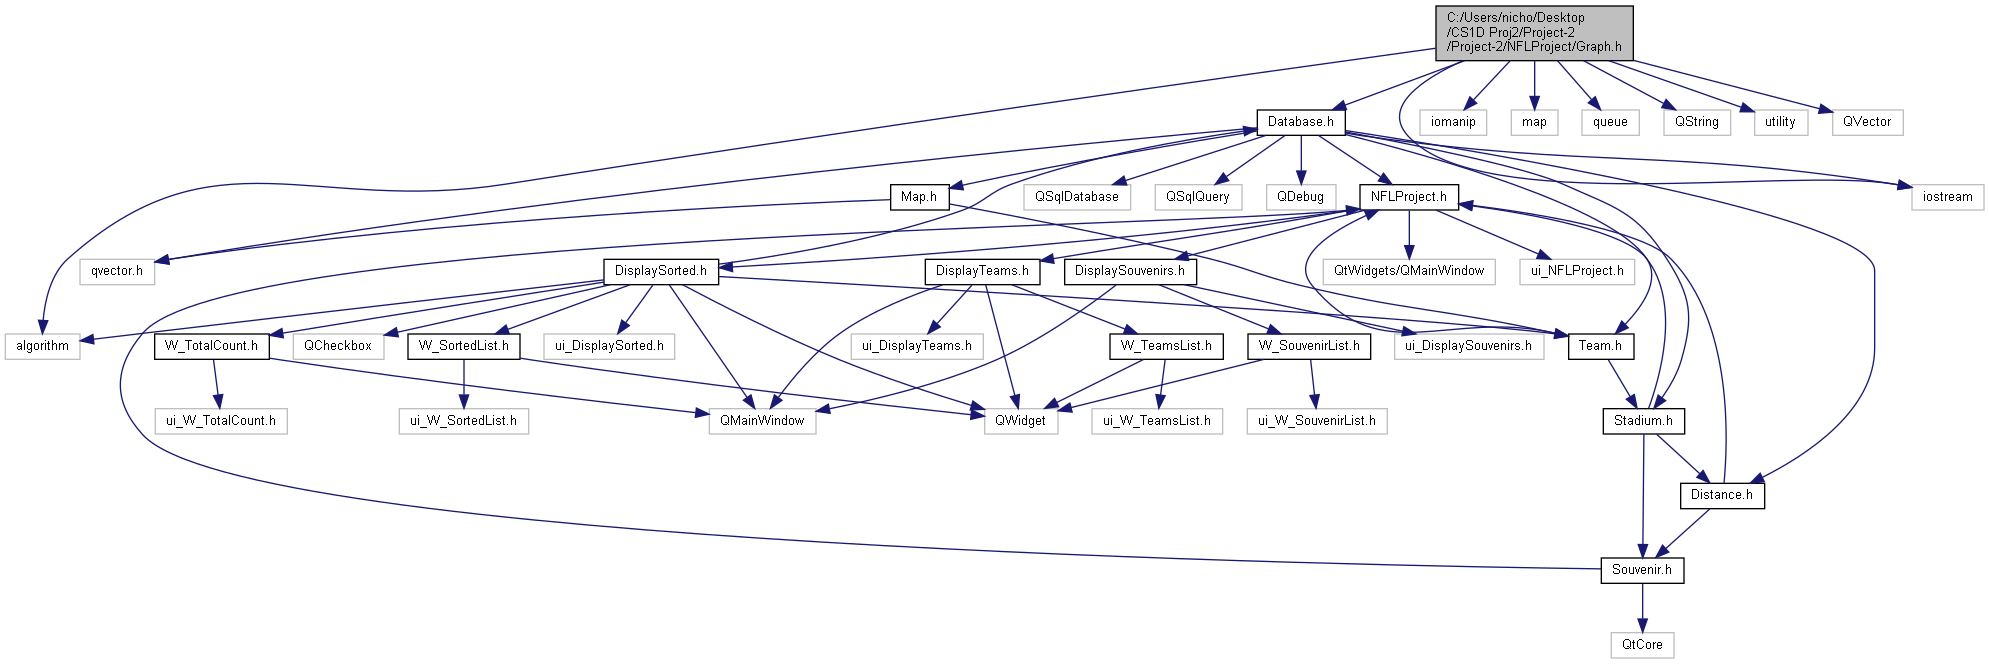 C:/Users/nicho/Desktop
/CS1D Proj2/Project-2
/Project-2/NFLProject/Graph.h
Database.h
iomanip
map
queue
QString
utility
QVector
Map.h
QSqlDatabase
QSqlQuery
QDebug
NFLProject.h
iostream
qvector.h
DisplaySorted.h
DisplayTeams.h
DisplaySouvenirs.h
QtWidgets/QMainWindow
ui_NFLProject.h
algorithm
W_TotalCount.h
QCheckbox
W_SortedList.h
ui_DisplaySorted.h
ui_DisplayTeams.h
W_TeamsList.h
W_SouvenirList.h
ui_DisplaySouvenirs.h
Team.h
ui_W_TotalCount.h
ui_W_SortedList.h
QMainWindow
QWidget
ui_W_TeamsList.h
ui_W_SouvenirList.h
Stadium.h
Distance.h
Souvenir.h
QtCore